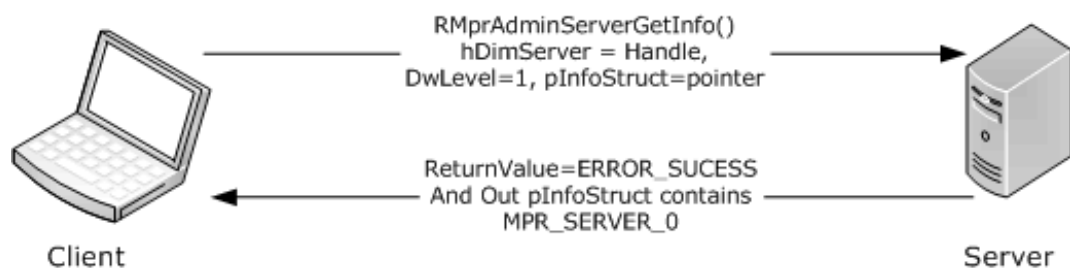 RMprAdminServerGetInfo()
hDimServer = Handle,
DwLevel=1, pInfoStruct=pointer
ReturnValue=ERROR_SUCESS
And Out pInfoStruct contains
MPR_SERVER_0
Client
Server